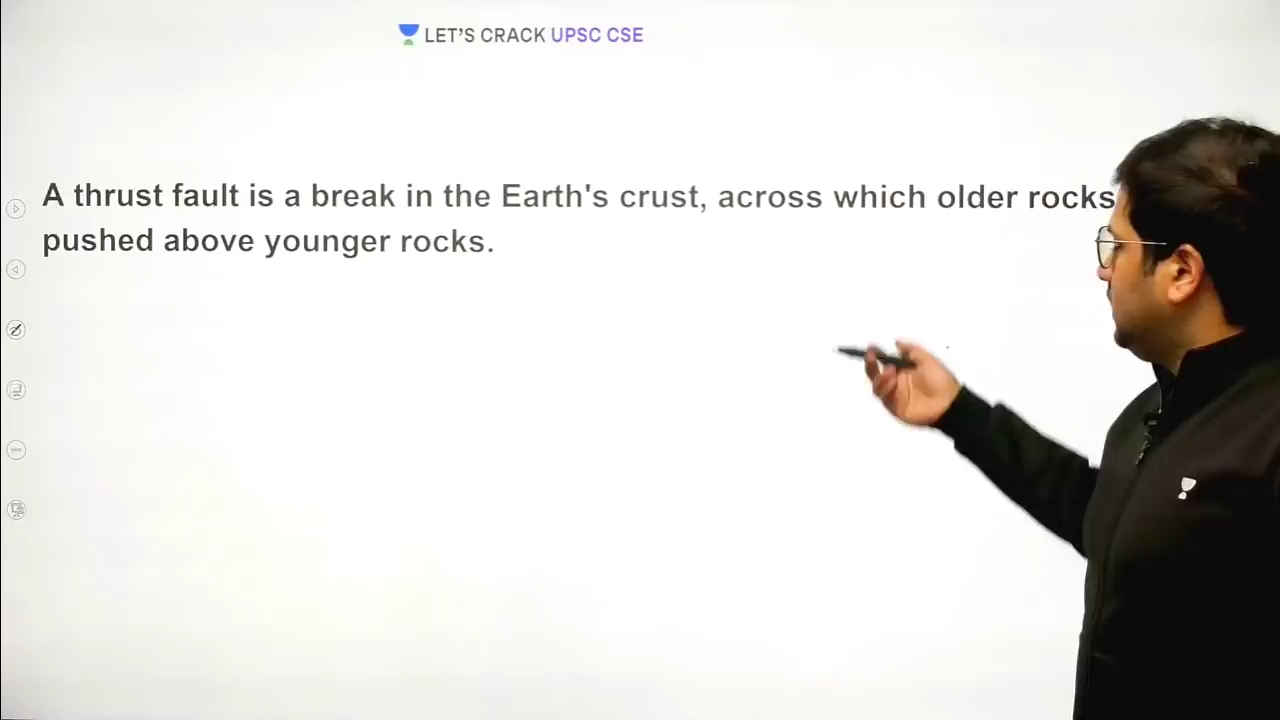 LET'S CRACK UPSC CSE
A thrust fault is a break in the Earth's crust, across which older rocks
pushed above younger rocks.